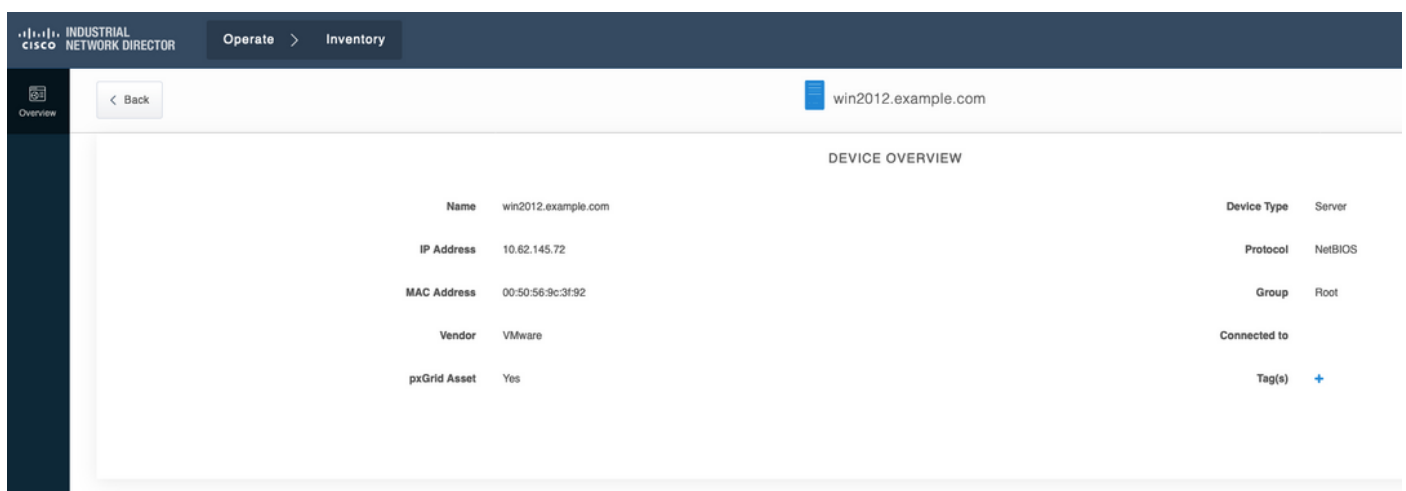 INDUSTRIAL
cisco NETWORK DIRECTOR
Operate > Inventory
Overview
< Back
win2012.example.com
DEVICE OVERVIEW
Name win2012.example.com Device Type Server
IP Address 10.62.145.72 Protocol NetBIOS
MAC Address 00:50:56:9c:3f:92 Group Root
Vendor VMware Connected to
pxGrid Asset Yes Tag(s) +